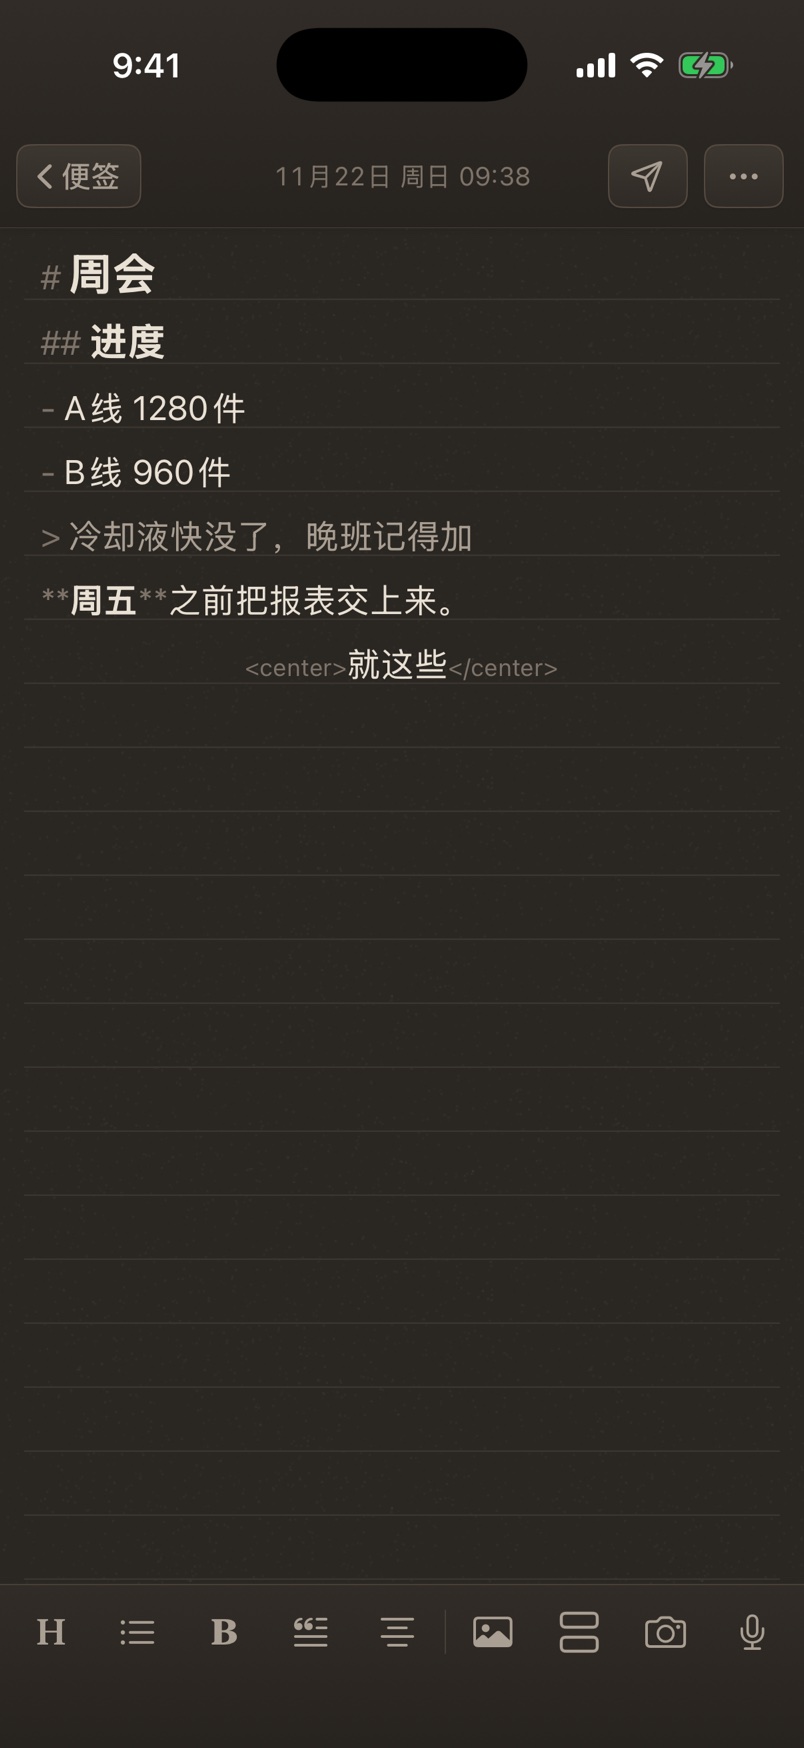 9:41
便签
11月22日 周日 09:38
# 周会
## 进度
- A线 1280件
- B线 960件
> 冷却液快没了，晚班记得加
**周五**之前把报表交上来。
<center>就这些</center>
H B